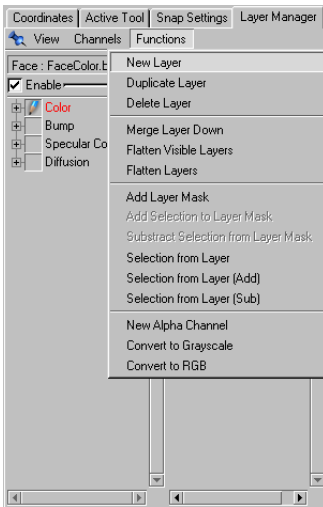 Coordinates Active Tool Snap Settings Layer Manager
View Channels Functions
Face : FaceColor.b
Enable
Color
Bump
Specular Co
Diffusion
New Layer
Duplicate Layer
Delete Layer
Merge Layer Down
Flatten Visible Layers
Flatten Layers
Add Layer Mask
Add Selection to Layer Mask
Substract Selection from Layer Mask
Selection from Layer
Selection from Layer (Add)
Selection from Layer (Sub)
New Alpha Channel
Convert to Grayscale
Convert to RGB